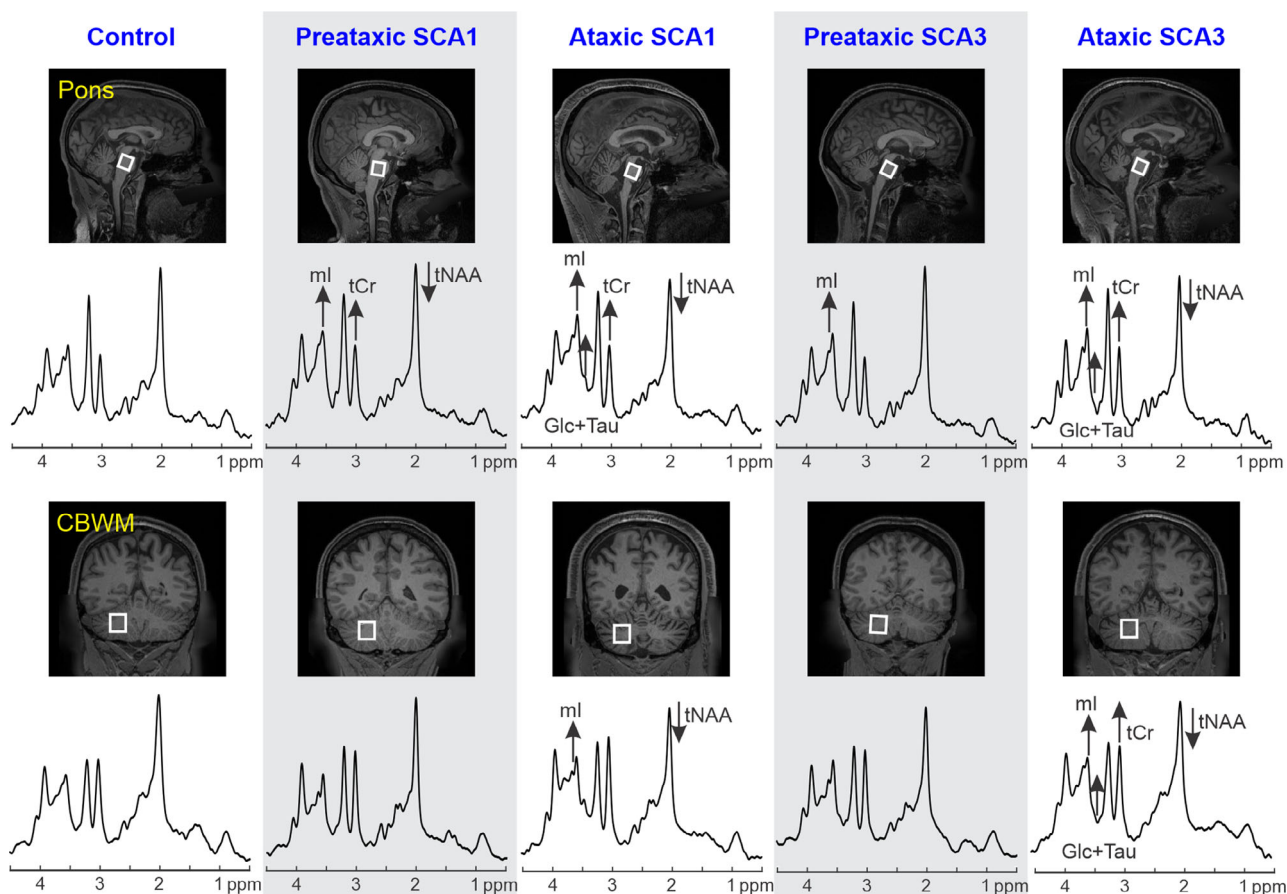 Control
Preataxic SCA1
Ataxic SCA1
Preataxic SCA3
Ataxic SCA3
Pons
mI
tCr
tNAA
mI
tCr
tNAA
Glc+Tau
mI
mI
tCr
tNAA
Glc+Tau
4 3 2 1 ppm
4 3 2 1 ppm
4 3 2 1 ppm
4 3 2 1 ppm
4 3 2 1 ppm
CBWM
mI
tNAA
mI
tCr
tNAA
Glc+Tau
4 3 2 1 ppm
4 3 2 1 ppm
4 3 2 1 ppm
4 3 2 1 ppm
4 3 2 1 ppm